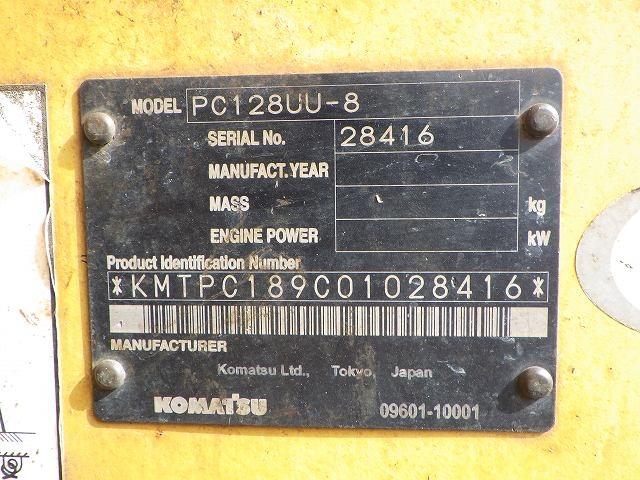 MODEL PC128UU-8
SERIAL No. 28416
MANUFACT.YEAR
MASS kg
ENGINE POWER kW
Product Identification Number
*KMTPC189C01028416*
MANUFACTURER
Komatsu Ltd., Tokyo, Japan
KOMATSU 09601-10001